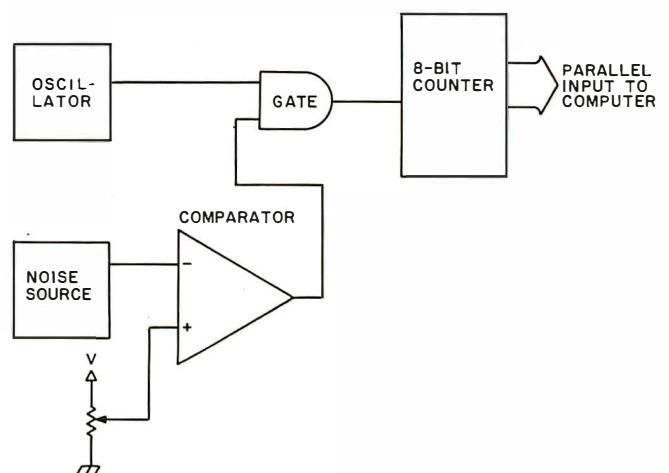 OSCIL-
LATOR
GATE
8-BIT
COUNTER
PARALLEL
INPUT TO
COMPUTER
COMPARATOR
NOISE
SOURCE
-
+
V